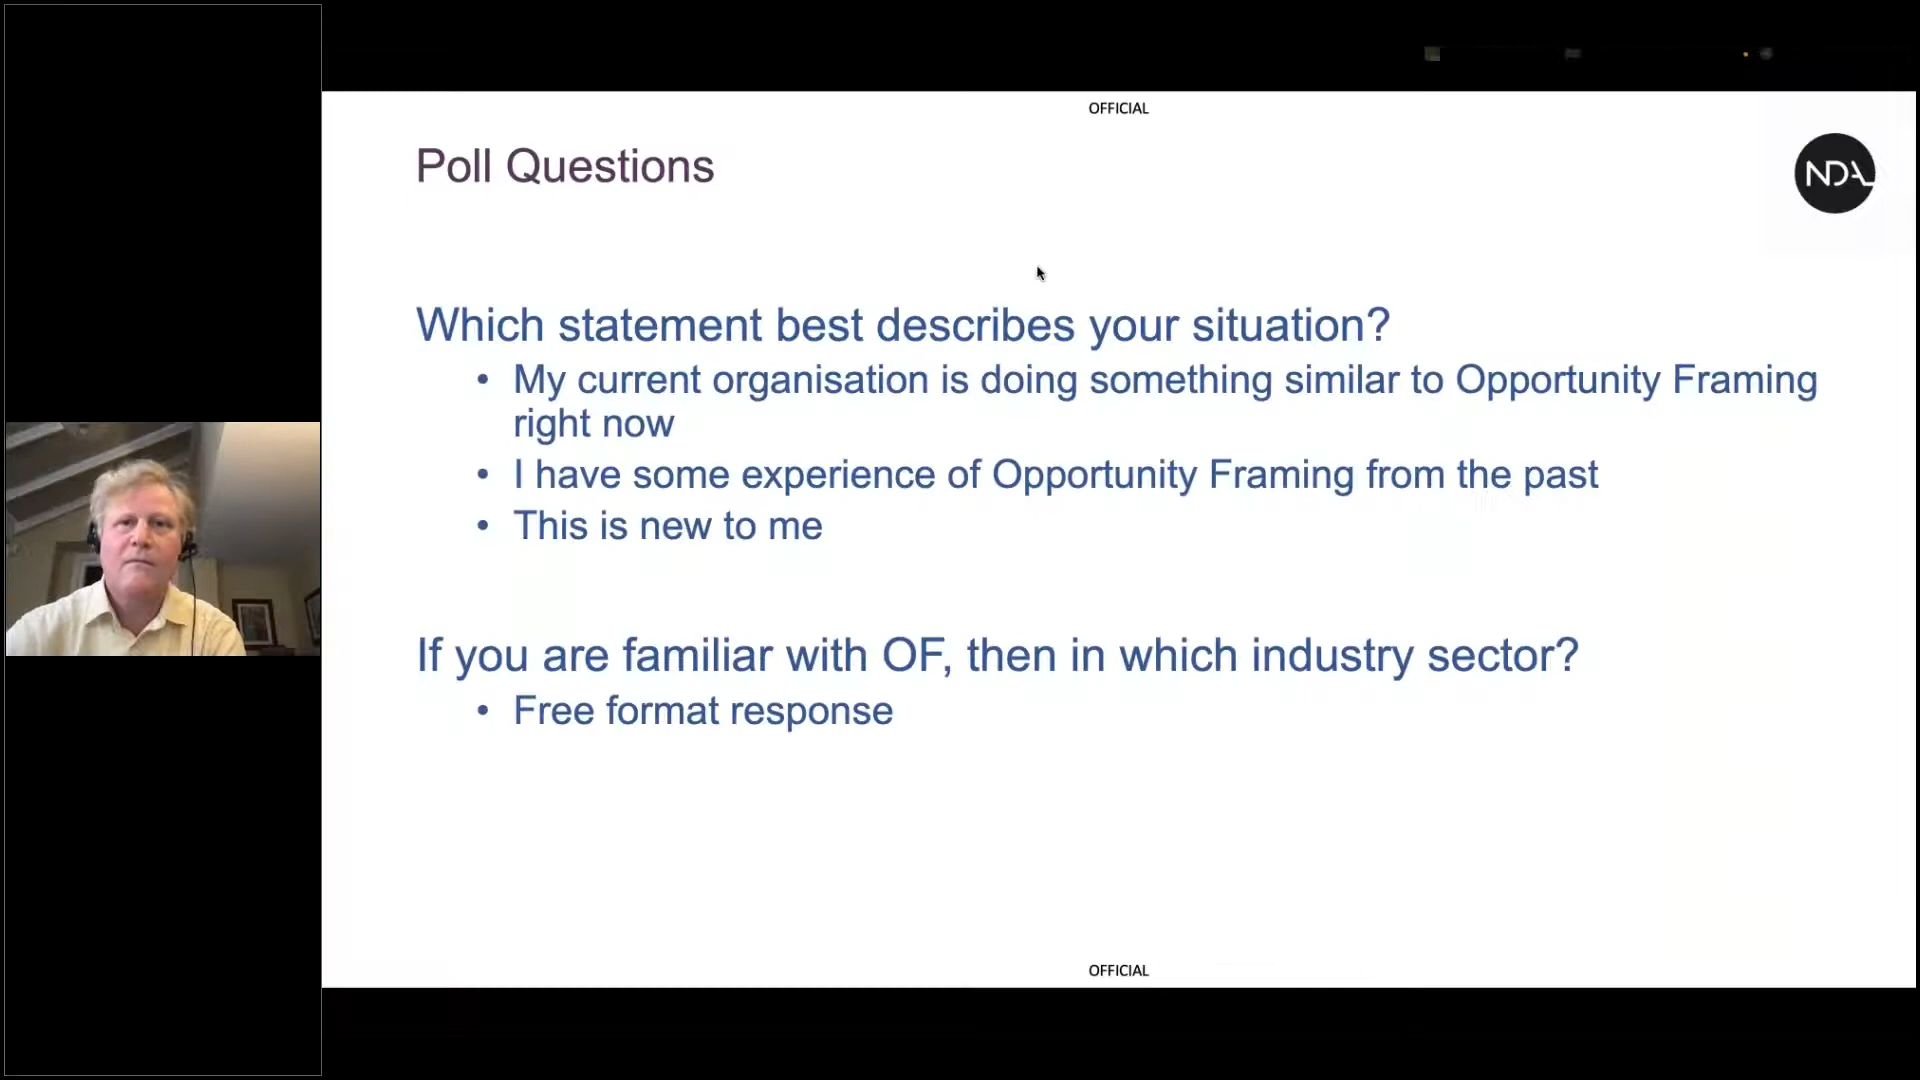 OFFICIAL
Poll Questions
NDA
Which statement best describes your situation?
• My current organisation is doing something similar to Opportunity Framing
right now
• I have some experience of Opportunity Framing from the past
• This is new to me
If you are familiar with OF, then in which industry sector?
• Free format response
OFFICIAL